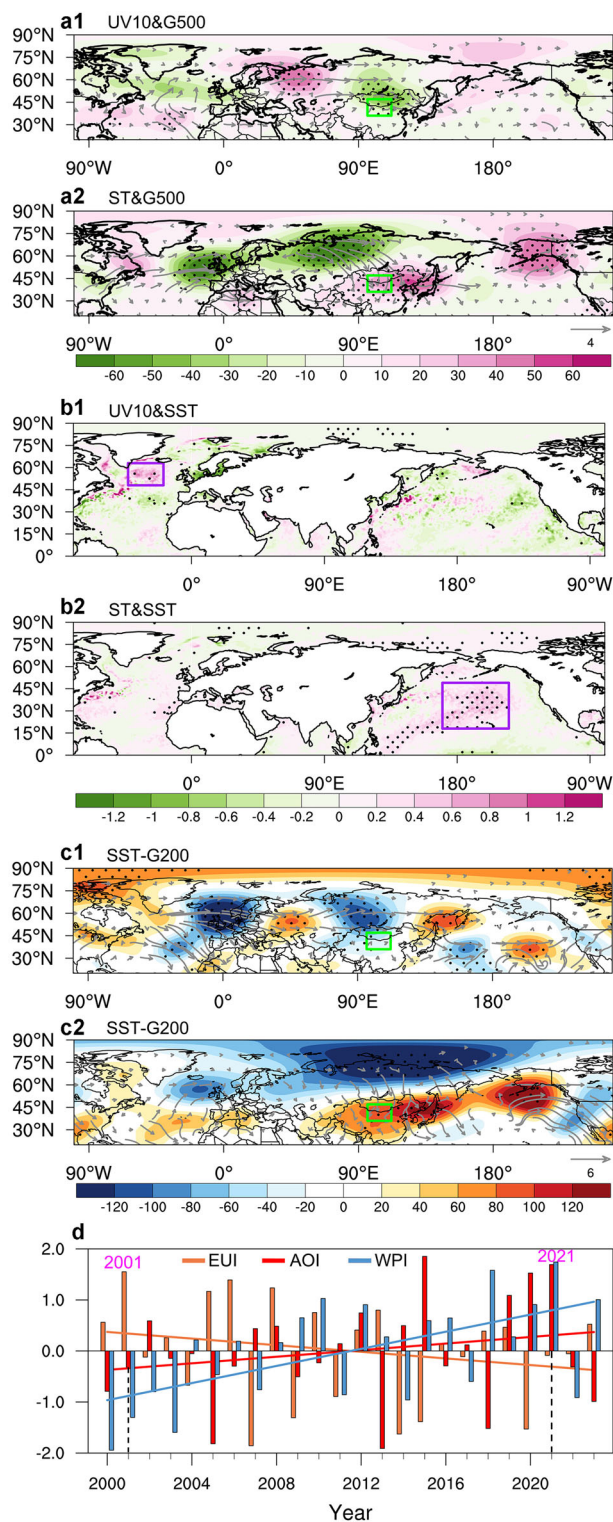 a1 UV10&G500
90°N
75°N
60°N
45°N
30°N
90°W 0° 90°E 180°
a2 ST&G500
90°N
75°N
60°N
45°N
30°N
4
90°W 0° 90°E 180°
-60 -50 -40 -30 -20 -10 0 10 20 30 40 50 60
b1 UV10&SST
90°N
75°N
60°N
45°N
30°N
15°N
0°
0° 90°E 180° 90°W
b2 ST&SST
90°N
75°N
60°N
45°N
30°N
15°N
0°
0° 90°E 180° 90°W
-1.2 -1 -0.8 -0.6 -0.4 -0.2 0 0.2 0.4 0.6 0.8 1 1.2
c1 SST-G200
90°N
75°N
60°N
45°N
30°N
90°W 0° 90°E 180°
c2 SST-G200
90°N
75°N
60°N
45°N
30°N
6
90°W 0° 90°E 180°
-120 -100 -80 -60 -40 -20 0 20 40 60 80 100 120
d
2.0
2001 EUI AOI WPI 2021
1.0
0.0
-1.0
-2.0
2000 2004 2008 2012 2016 2020
Year